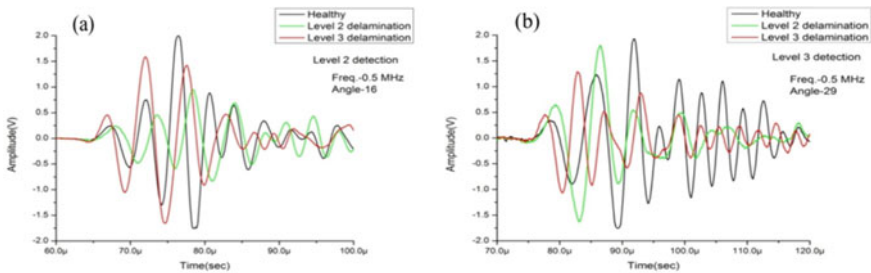 (a)
Healthy
Level 2 delamination
Level 3 delamination
Level 2 detection
Freq.-0.5 MHz
Angle-16
2.0
1.5
1.0
0.5
0.0
-0.5
-1.0
-1.5
-2.0
Amplitude(V)
60.0μ 70.0μ 80.0μ 90.0μ 100.0μ
Time(sec)
(b)
Healthy
Level 2 delamination
Level 3 delamination
Level 3 detection
Freq.-0.5 MHz
Angle-29
2.0
1.5
1.0
0.5
0.0
-0.5
-1.0
-1.5
-2.0
Amplitude(V)
70.0μ 80.0μ 90.0μ 100.0μ 110.0μ 120.0μ
Time(sec)